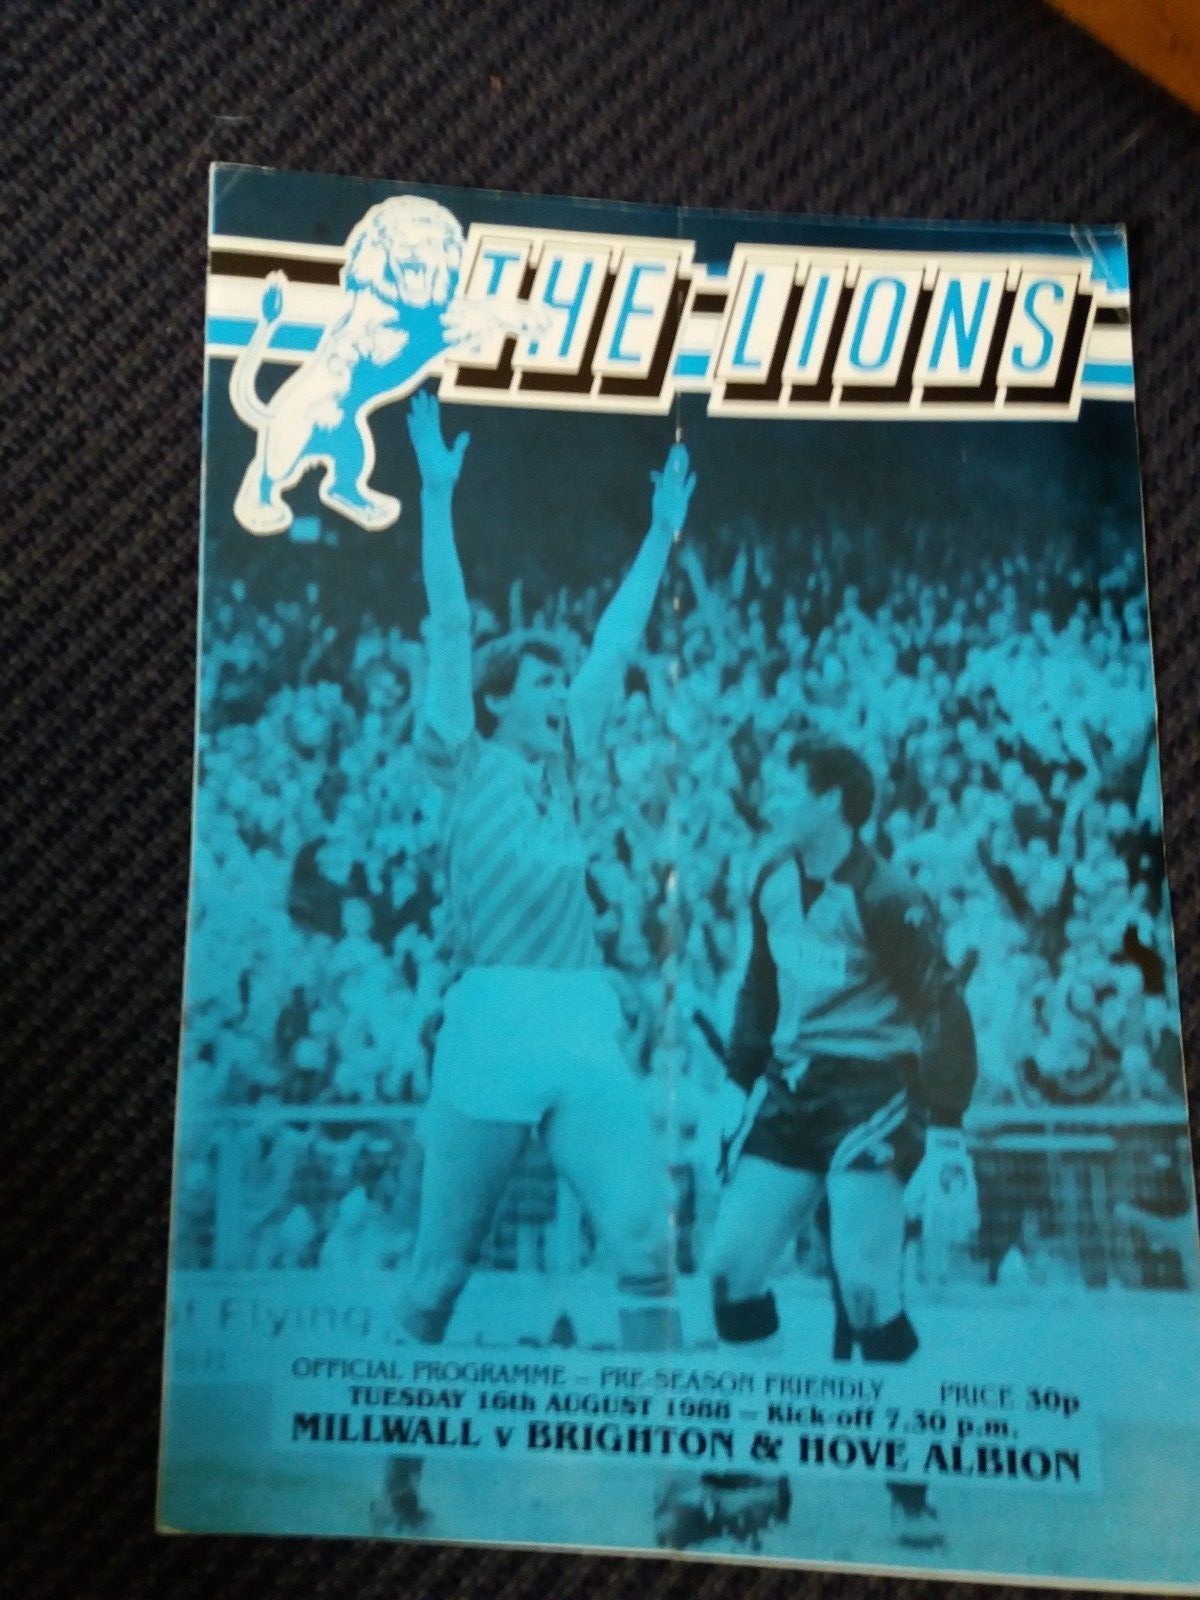 THE LIONS
Flying
OFFICIAL PROGRAMME – PRE-SEASON FRIENDLY PRICE 30p
TUESDAY 16th AUGUST 1988 – Kick-off 7.30 p.m.
MILLWALL v BRIGHTON & HOVE ALBION